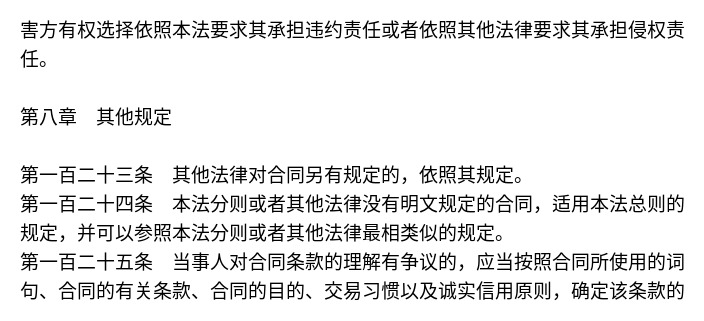 害方有权选择依照本法要求其承担违约责任或者依照其他法律要求其承担侵权责
任。
第八章　其他规定
第一百二十三条　其他法律对合同另有规定的，依照其规定。
第一百二十四条　本法分则或者其他法律没有明文规定的合同，适用本法总则的
规定，并可以参照本法分则或者其他法律最相类似的规定。
第一百二十五条　当事人对合同条款的理解有争议的，应当按照合同所使用的词
句、合同的有关条款、合同的目的、交易习惯以及诚实信用原则，确定该条款的